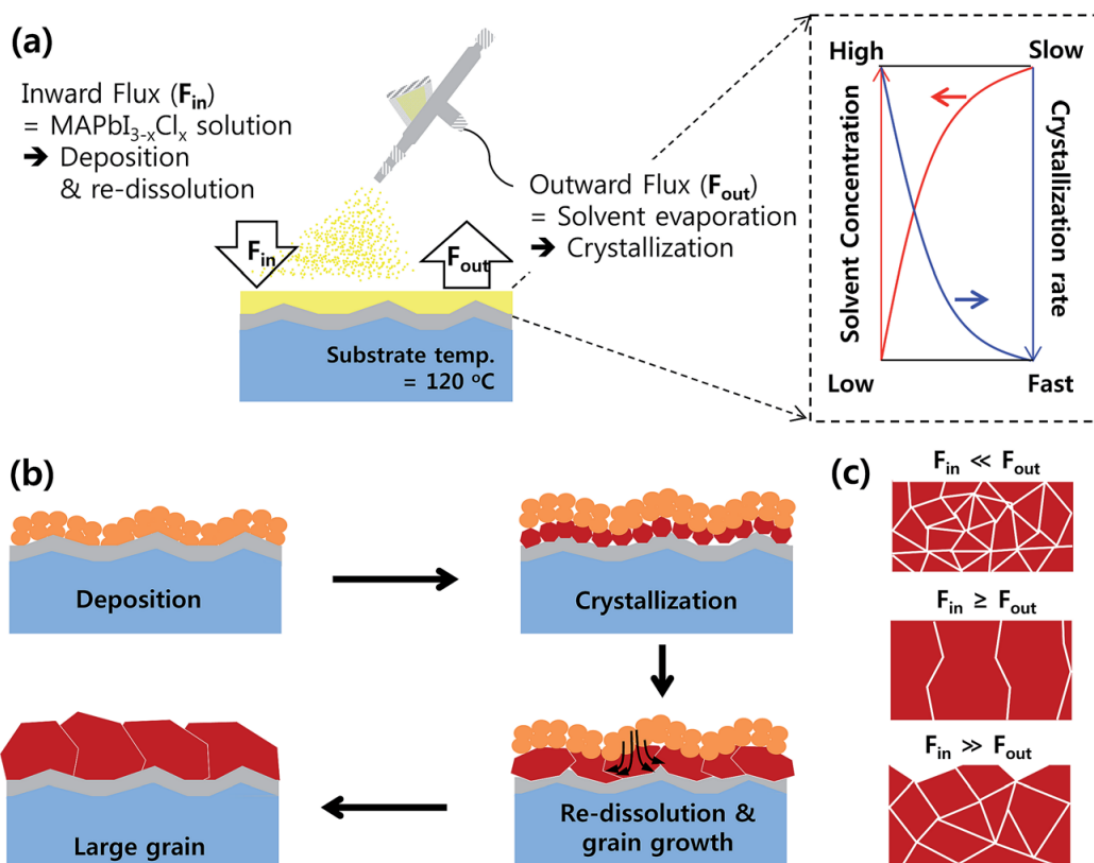 (a)
Inward Flux (Fin)
= MAPbI3-xClx solution
➔ Deposition
& re-dissolution
Fin
Fout
Outward Flux (Fout)
= Solvent evaporation
➔ Crystallization
Substrate temp.
= 120 ºC
High
Slow
Solvent Concentration
Crystallization rate
Low
Fast
(b)
Deposition
Crystallization
Re-dissolution &
grain growth
Large grain
(c)
Fin ≪ Fout
Fin ≥ Fout
Fin ≫ Fout